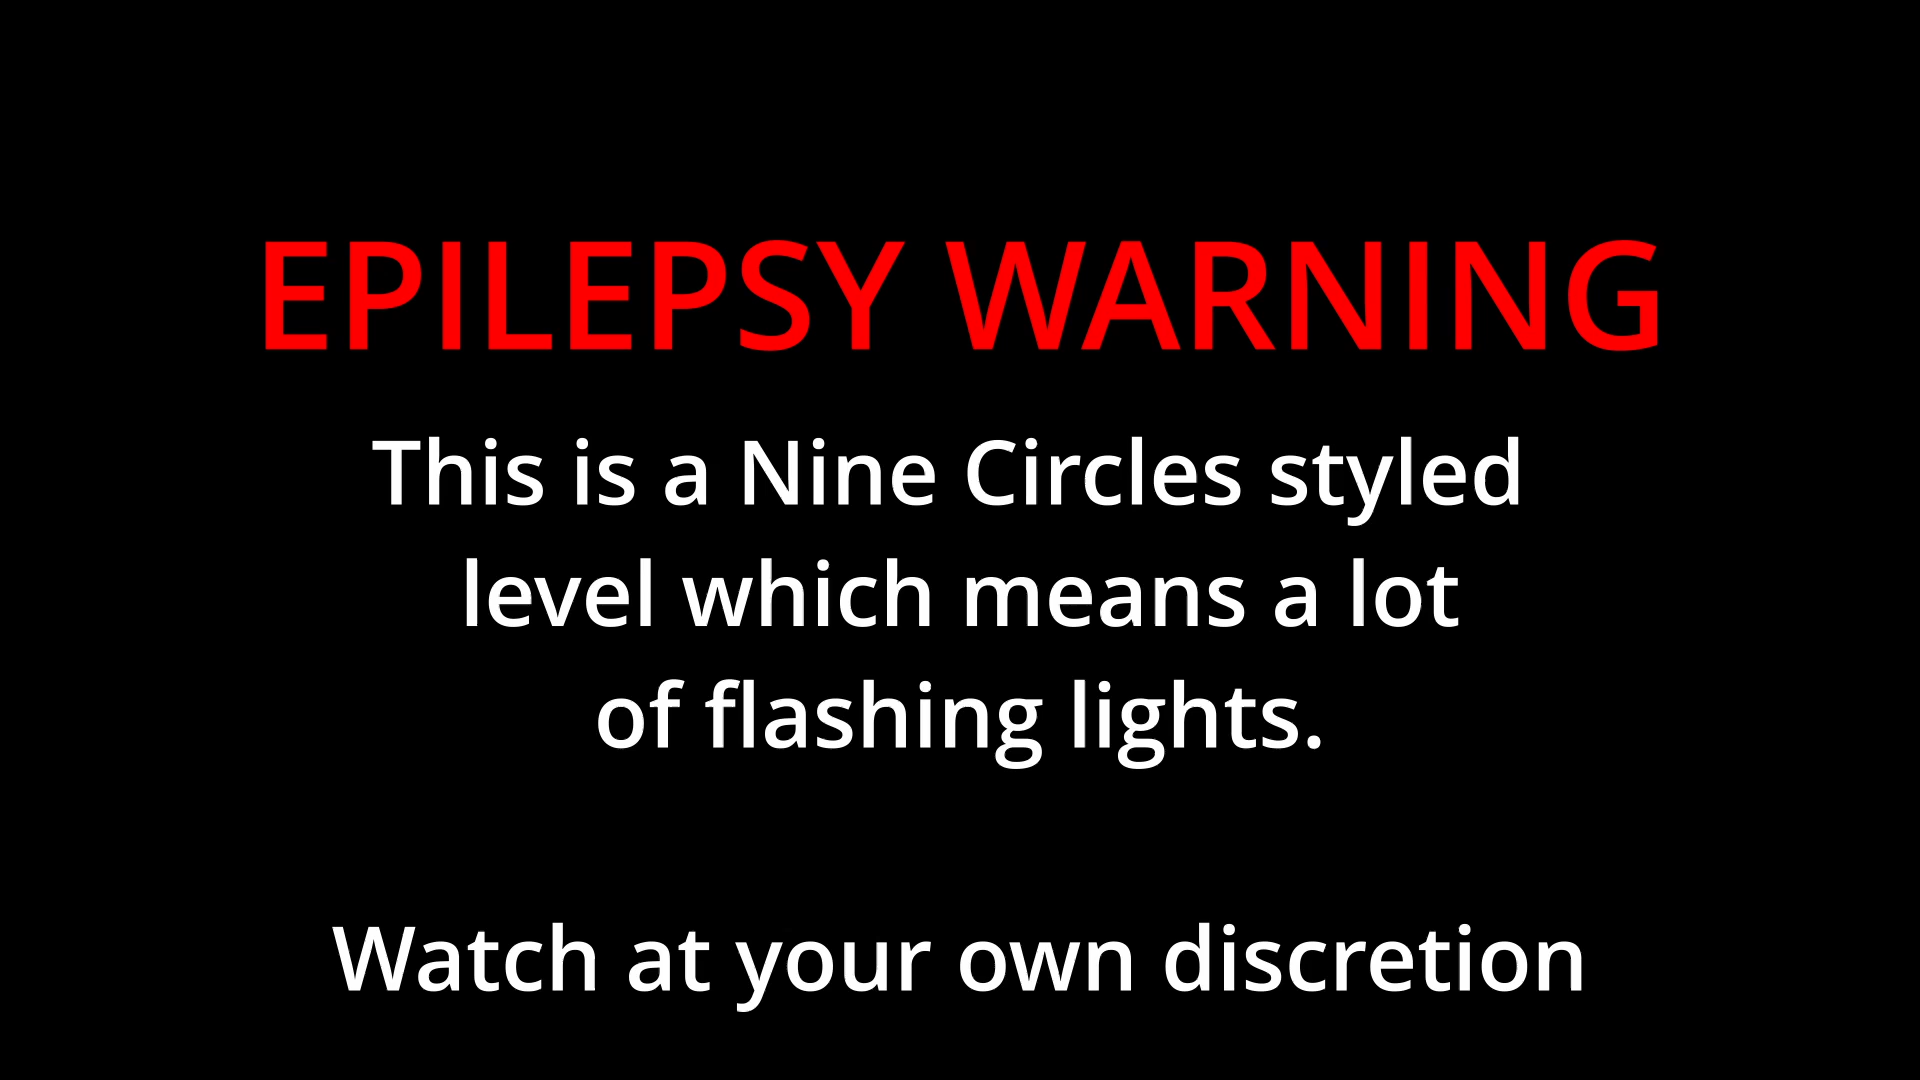 EPILEPSY WARNING
This is a Nine Circles styled
level which means a lot
of flashing lights.
Watch at your own discretion